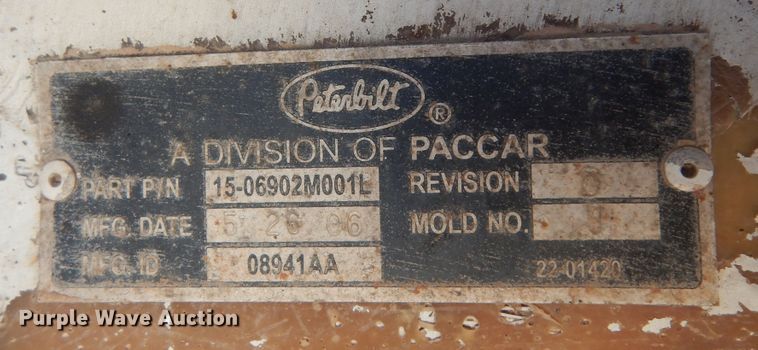 Peterbilt ®
A DIVISION OF PACCAR
PART P/N 15-06902M001L REVISION
MFG. DATE 5 26 06 MOLD NO.
MFG. ID 08941AA 22-01420
Purple Wave Auction